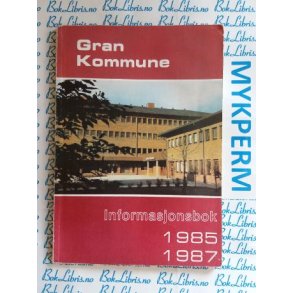 Gran
Kommune
Informasjonsbok
1985
1987
MYKPERM
BokLibris.no